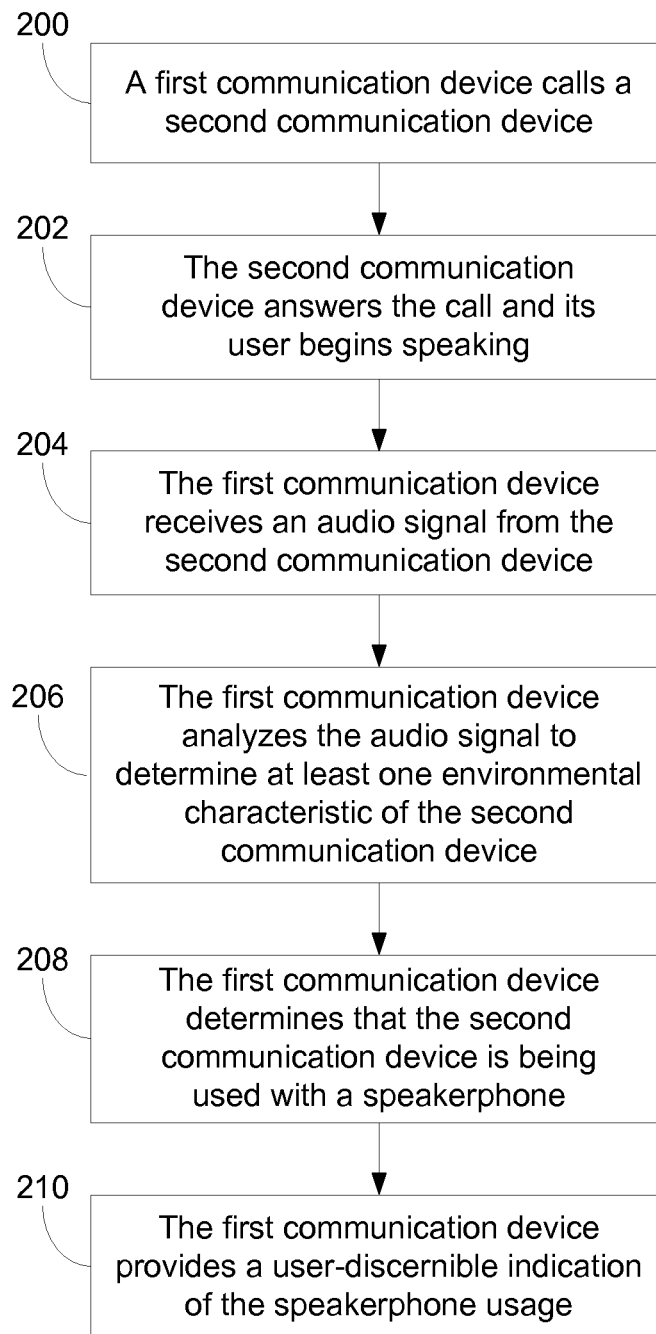 200
A first communication device calls a
second communication device
202
The second communication
device answers the call and its
user begins speaking
204
The first communication device
receives an audio signal from the
second communication device
206
The first communication device
analyzes the audio signal to
determine at least one environmental
characteristic of the second
communication device
208
The first communication device
determines that the second
communication device is being
used with a speakerphone
210
The first communication device
provides a user-discernible indication
of the speakerphone usage